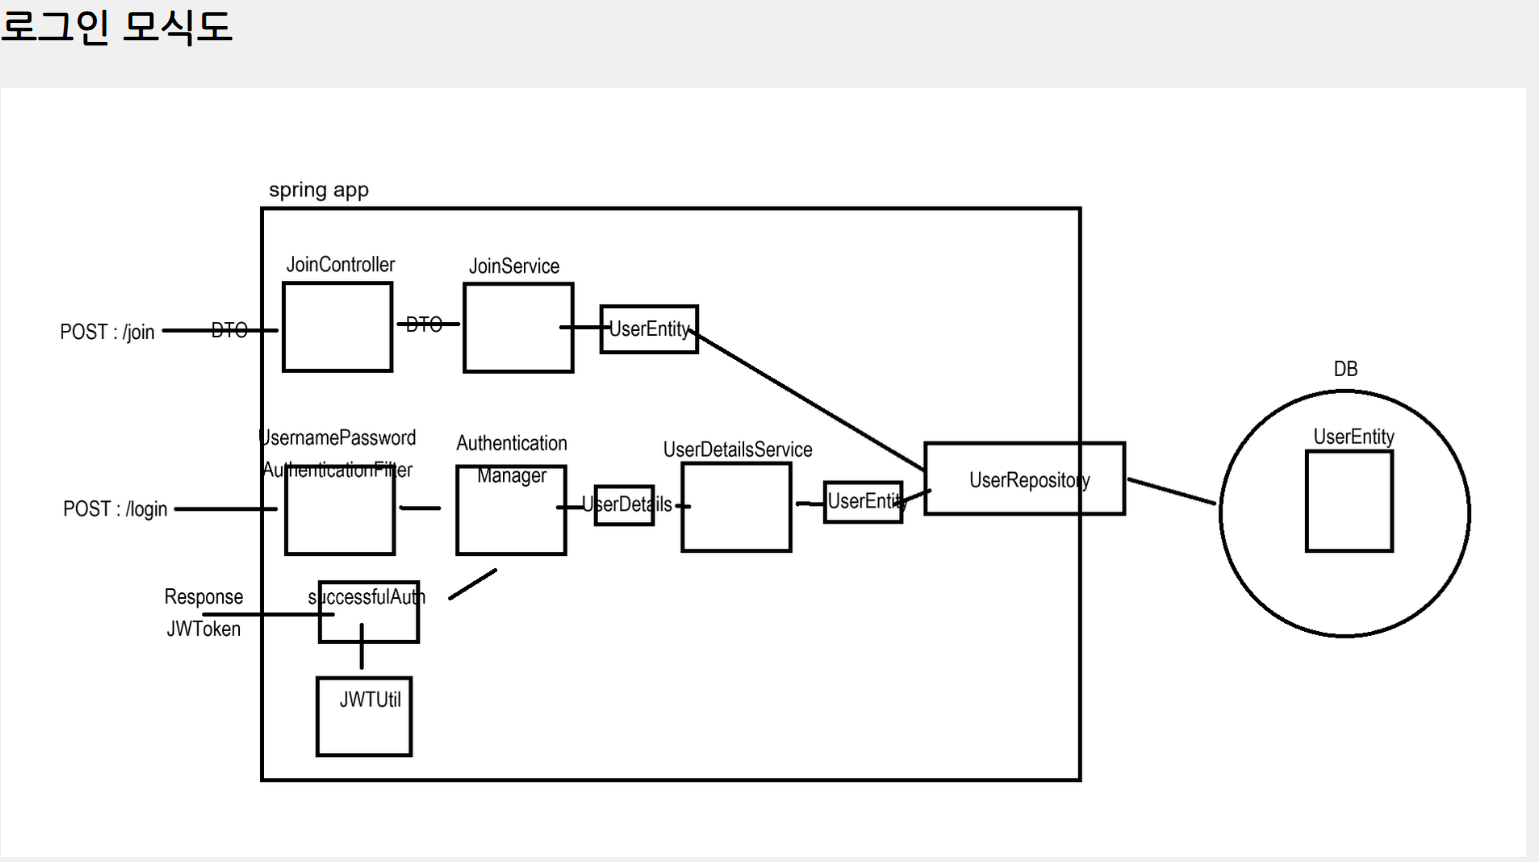 로그인 모식도
spring app
JoinController
JoinService
POST : /join
DTO
DTO
UserEntity
DB
UserEntity
UsernamePassword
AuthenticationFilter
Authentication
Manager
UserDetailsService
POST : /login
UserDetails
UserEntity
UserRepository
Response
JWToken
successfulAuth
JWTUtil